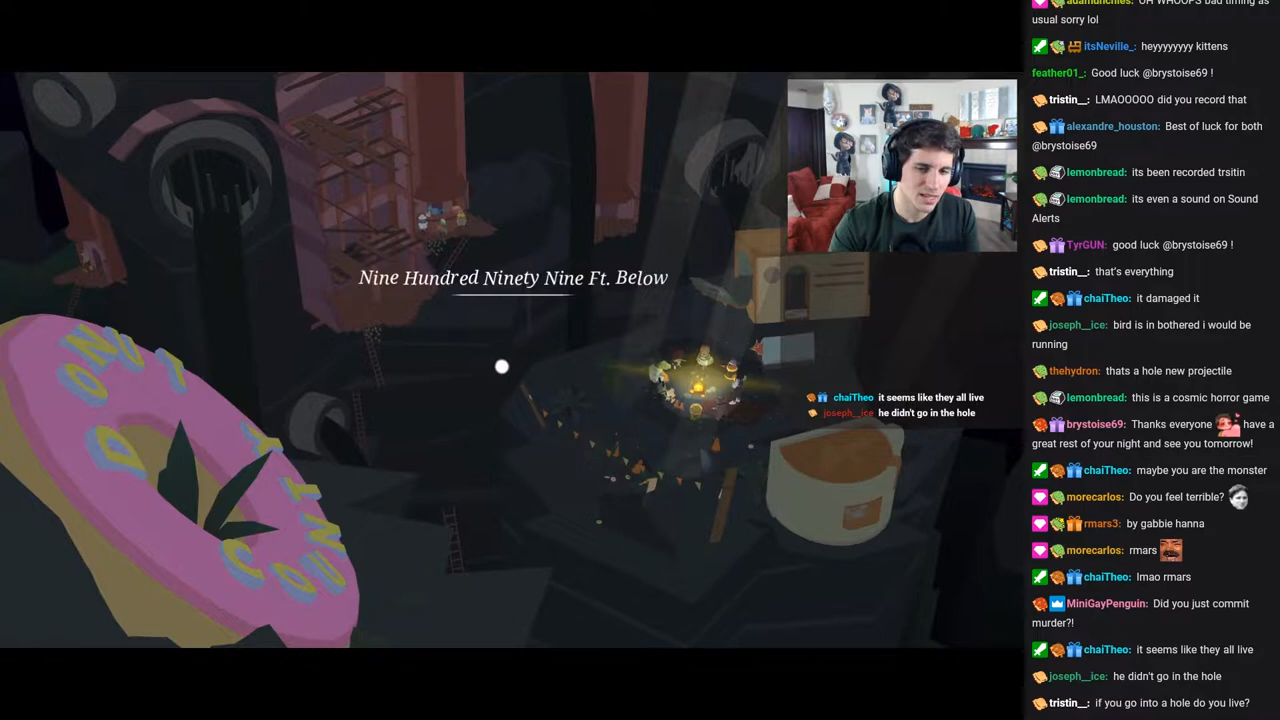 adamunchies: OH WHOOPS bad timing as
usual sorry lol
itsNeville_: heyyyyyyy kittens
feather01_: Good luck @brystoise69 !
tristin__: LMAOOOOO did you record that
alexandre_houston: Best of luck for both
@brystoise69
lemonbread: its been recorded trsitin
lemonbread: its even a sound on Sound
Alerts
TyrGUN: good luck @brystoise69 !
tristin__: that's everything
chaiTheo: it damaged it
joseph__ice: bird is in bothered i would be
running
thehydron: thats a hole new projectile
lemonbread: this is a cosmic horror game
brystoise69: Thanks everyone have a
great rest of your night and see you tomorrow!
chaiTheo: maybe you are the monster
morecarlos: Do you feel terrible?
rmars3: by gabbie hanna
morecarlos: rmars
chaiTheo: lmao rmars
MiniGayPenguin: Did you just commit
murder?!
chaiTheo: it seems like they all live
joseph__ice: he didn't go in the hole
tristin__: if you go into a hole do you live?
Nine Hundred Ninety Nine Ft. Below
chaiTheo it seems like they all live
joseph__ice he didn't go in the hole
DONUT
COUNTY